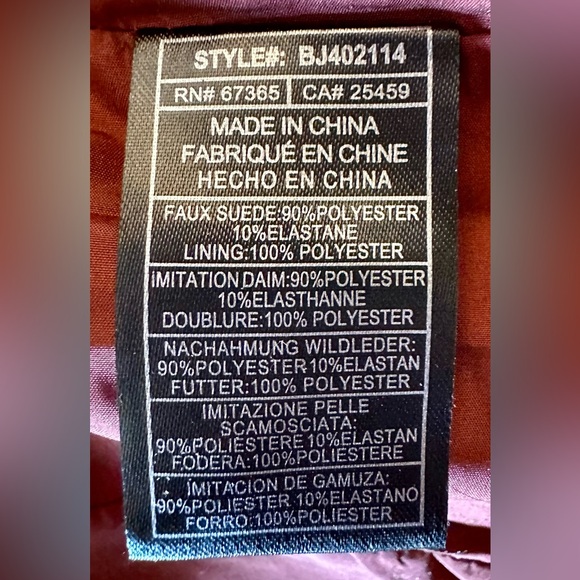 STYLE#: BJ402114
RN# 67365 CA# 25459
MADE IN CHINA
FABRIQUÉ EN CHINE
HECHO EN CHINA
FAUX SUEDE:90%POLYESTER
10%ELASTANE
LINING:100% POLYESTER
IMITATION DAIM:90%POLYESTER
10%ELASTHANNE
DOUBLURE:100% POLYESTER
NACHAHMUNG WILDLEDER:
90%POLYESTER10%ELASTAN
FUTTER:100% POLYESTER
IMITAZIONE PELLE
SCAMOSCIATA:
90%POLIESTERE10%ELASTAN
FODERA:100%POLIESTERE
IMITACION DE GAMUZA:
90%POLIESTER.10%ELASTANO
FORRO:100%POLIESTER